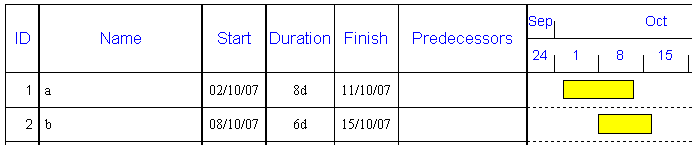 Sep Oct
ID Name Start Duration Finish Predecessors
24 1 8 15
1 a 02/10/07 8d 11/10/07
2 b 08/10/07 6d 15/10/07